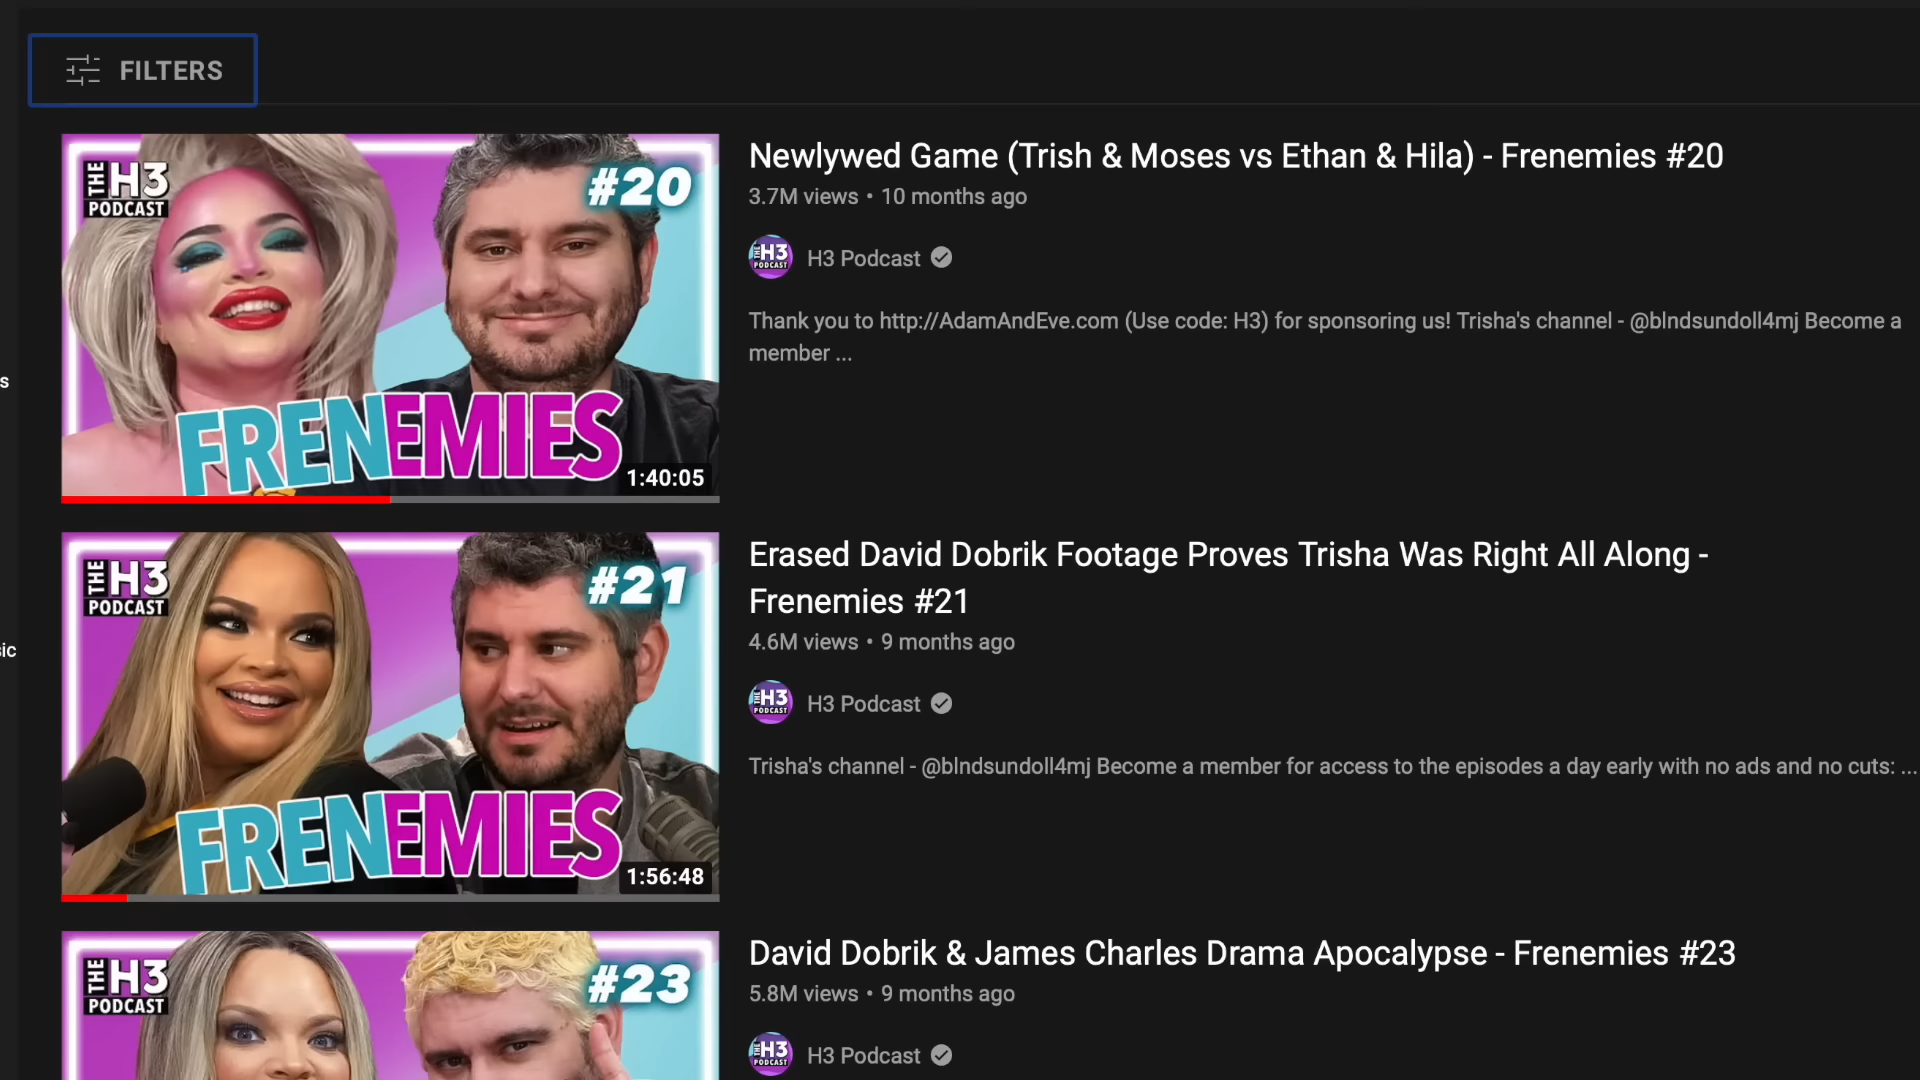 FILTERS
THE H3 PODCAST
#20
FRENEMIES
1:40:05
Newlywed Game (Trish & Moses vs Ethan & Hila) - Frenemies #20
3.7M views • 10 months ago
THE H3 PODCAST
H3 Podcast
Thank you to http://AdamAndEve.com (Use code: H3) for sponsoring us! Trisha's channel - @blndsundoll4mj Become a
member ...
s
THE H3 PODCAST
#21
FRENEMIES
1:56:48
Erased David Dobrik Footage Proves Trisha Was Right All Along -
Frenemies #21
4.6M views • 9 months ago
THE H3 PODCAST
H3 Podcast
Trisha's channel - @blndsundoll4mj Become a member for access to the episodes a day early with no ads and no cuts: ...
sic
THE H3 PODCAST
#23
David Dobrik & James Charles Drama Apocalypse - Frenemies #23
5.8M views • 9 months ago
THE H3 PODCAST
H3 Podcast